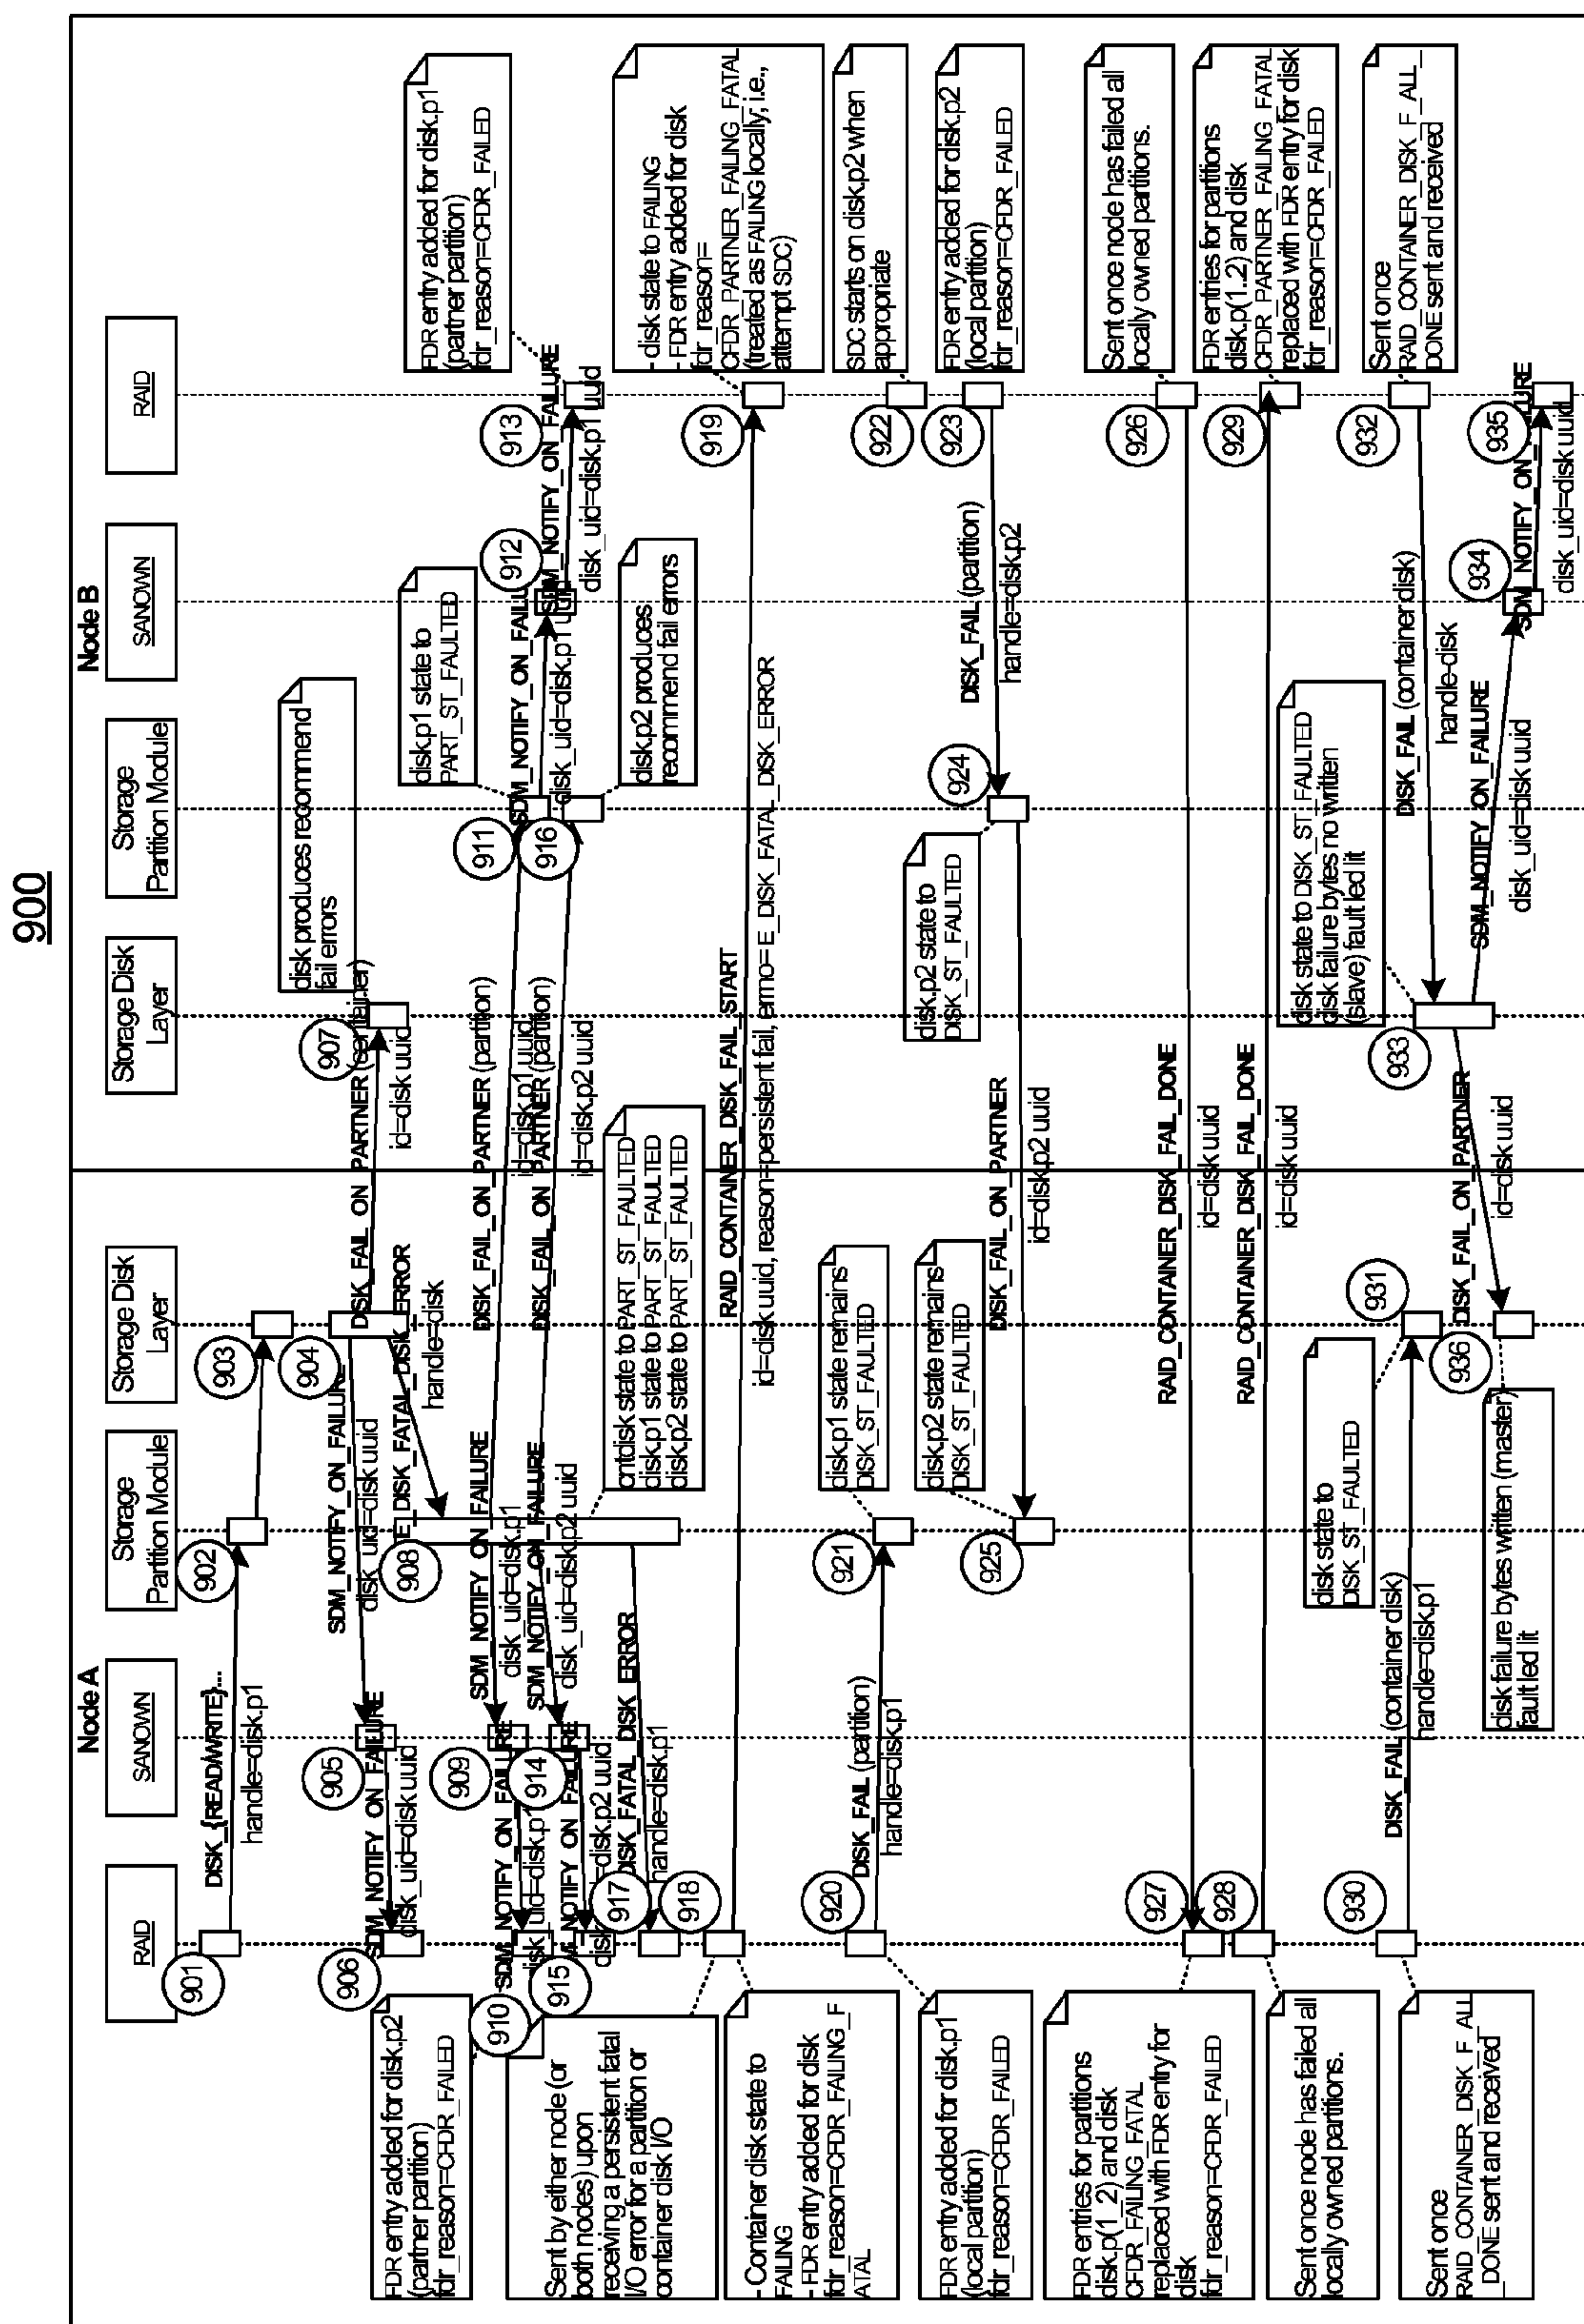 900
Node A
Node B
RAID
SANOWN
Storage
Partition Module
Storage Disk
Layer
Storage Disk
Layer
Storage
Partition Module
SANOWN
RAID
901
DISK_{READ/WRITE}...
handle=disk.p1
902
903
904
SDM_NOTIFY_ON_FAILURE
disk_uid=disk uuid
905
SDM_NOTIFY_ON_FAILURE
disk_uid=disk uuid
906
DISK_FAIL_ON_PARTNER (container)
id=disk uuid
907
disk produces recommend
fail errors
E_DISK_FATAL_DISK_ERROR
handle=disk
908
FDR entry added for disk.p2
(partner partition)
fdr_reason=CFDR_FAILED
SDM_NOTIFY_ON_FAILURE
disk_uid=disk.p1
909
SDM_NOTIFY_ON_FAILURE
disk_uid=disk.p1
910
DISK_FAIL_ON_PARTNER (partition)
id=disk.p1 uuid
911
disk.p1 state to
PART_ST_FAULTED
SDM_NOTIFY_ON_FAILURE
disk_uid=disk.p1 uuid
912
SDM_NOTIFY_ON_FAILURE
disk_uid=disk.p1 uuid
913
FDR entry added for disk.p1
(partner partition)
fdr_reason=CFDR_FAILED
SDM_NOTIFY_ON_FAILURE
disk_uid=disk.p2 uuid
914
M_NOTIFY_ON_FAILURE
disk_uid=disk.p2 uuid
915
DISK_FAIL_ON_PARTNER (partition)
id=disk.p2 uuid
916
disk.p2 produces
recommend fail errors
cntdisk state to PART_ST_FAULTED
disk.p1 state to PART_ST_FAULTED
disk.p2 state to PART_ST_FAULTED
DISK_FATAL_DISK_ERROR
handle=disk.p1
917
Sent by either node (or
both nodes) upon
receiving a persistent fatal
I/O error for a partition or
container disk I/O
918
RAID_CONTAINER_DISK_FAIL_START
id=disk uuid, reason=persistent fail, errno=E_DISK_FATAL_DISK_ERROR
919
- disk state to FAILING
- FDR entry added for disk
fdr_reason=
CFDR_PARTNER_FAILING_FATAL
(treated as FAILING locally, i.e.,
attempt SDC)
- Container disk state to
FAILING
- FDR entry added for disk
fdr_reason=CFDR_FAILING_F
ATAL
920
DISK_FAIL (partition)
handle=disk.p1
921
disk.p1 state remains
DISK_ST_FAULTED
922
SDC starts on disk.p2 when
appropriate
FDR entry added for disk.p1
(local partition)
fdr_reason=CFDR_FAILED
923
FDR entry added for disk.p2
(local partition)
fdr_reason=CFDR_FAILED
DISK_FAIL (partition)
handle=disk.p2
924
disk.p2 state to
DISK_ST_FAULTED
DISK_FAIL_ON_PARTNER
id=disk.p2 uuid
925
disk.p2 state remains
DISK_ST_FAULTED
926
Sent once node has failed all
locally owned partitions.
RAID_CONTAINER_DISK_FAIL_DONE
id=disk uuid
927
FDR entries for partitions
disk.p(1_2) and disk
CFDR_FAILING_FATAL
replaced with FDR entry for
disk
fdr_reason=CFDR_FAILED
928
RAID_CONTAINER_DISK_FAIL_DONE
id=disk uuid
Sent once node has failed all
locally owned partitions.
929
FDR entries for partitions
disk.p(1..2) and disk
CFDR_PARTNER_FAILING_FATAL
replaced with FDR entry for disk
fdr_reason=CFDR_FAILED
930
Sent once
RAID_CONTAINER_DISK_F_ALL
_DONE sent and received
DISK_FAIL (container disk)
handle=disk.p1
931
disk state to
DISK_ST_FAULTED
932
Sent once
RAID_CONTAINER_DISK_F_ALL_
DONE sent and received
DISK_FAIL (container disk)
handle-disk
933
disk state to DISK_ST_FAULTED
disk failure bytes no written
(slave) fault led lit
SDM_NOTIFY_ON_FAILURE
disk_uid=disk uuid
934
SDM_NOTIFY_ON_FAILURE
disk_uid=disk uuid
935
DISK_FAIL_ON_PARTNER
id=disk uuid
936
disk failure bytes written (master)
fault led lit